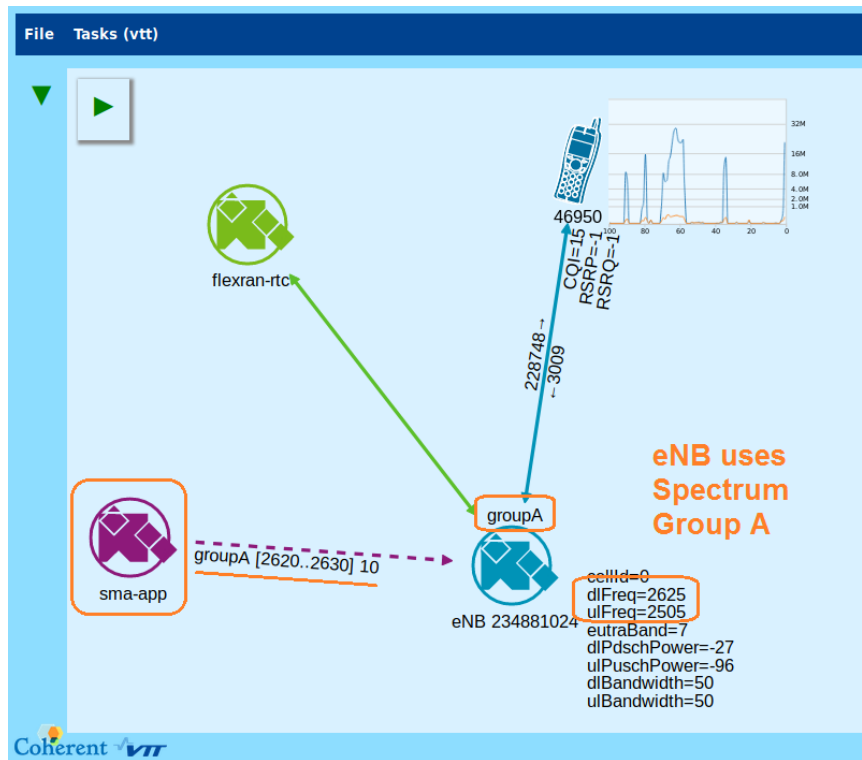 File Tasks (vtt)
32M
16M
8.0M
4.0M
2.0M
1.0M
100 80 60 40 20 0
46950
CQI=15
RSRP=-1
RSRQ=-1
flexran-rtc
228748→
←3009
eNB uses
Spectrum
Group A
groupA
groupA [2620..2630] 10
sma-app
eNB 234881024
cellId=0
dlFreq=2625
ulFreq=2505
eutraBand=7
dlPdschPower=-27
ulPuschPower=-96
dlBandwidth=50
ulBandwidth=50
Coherent VTT